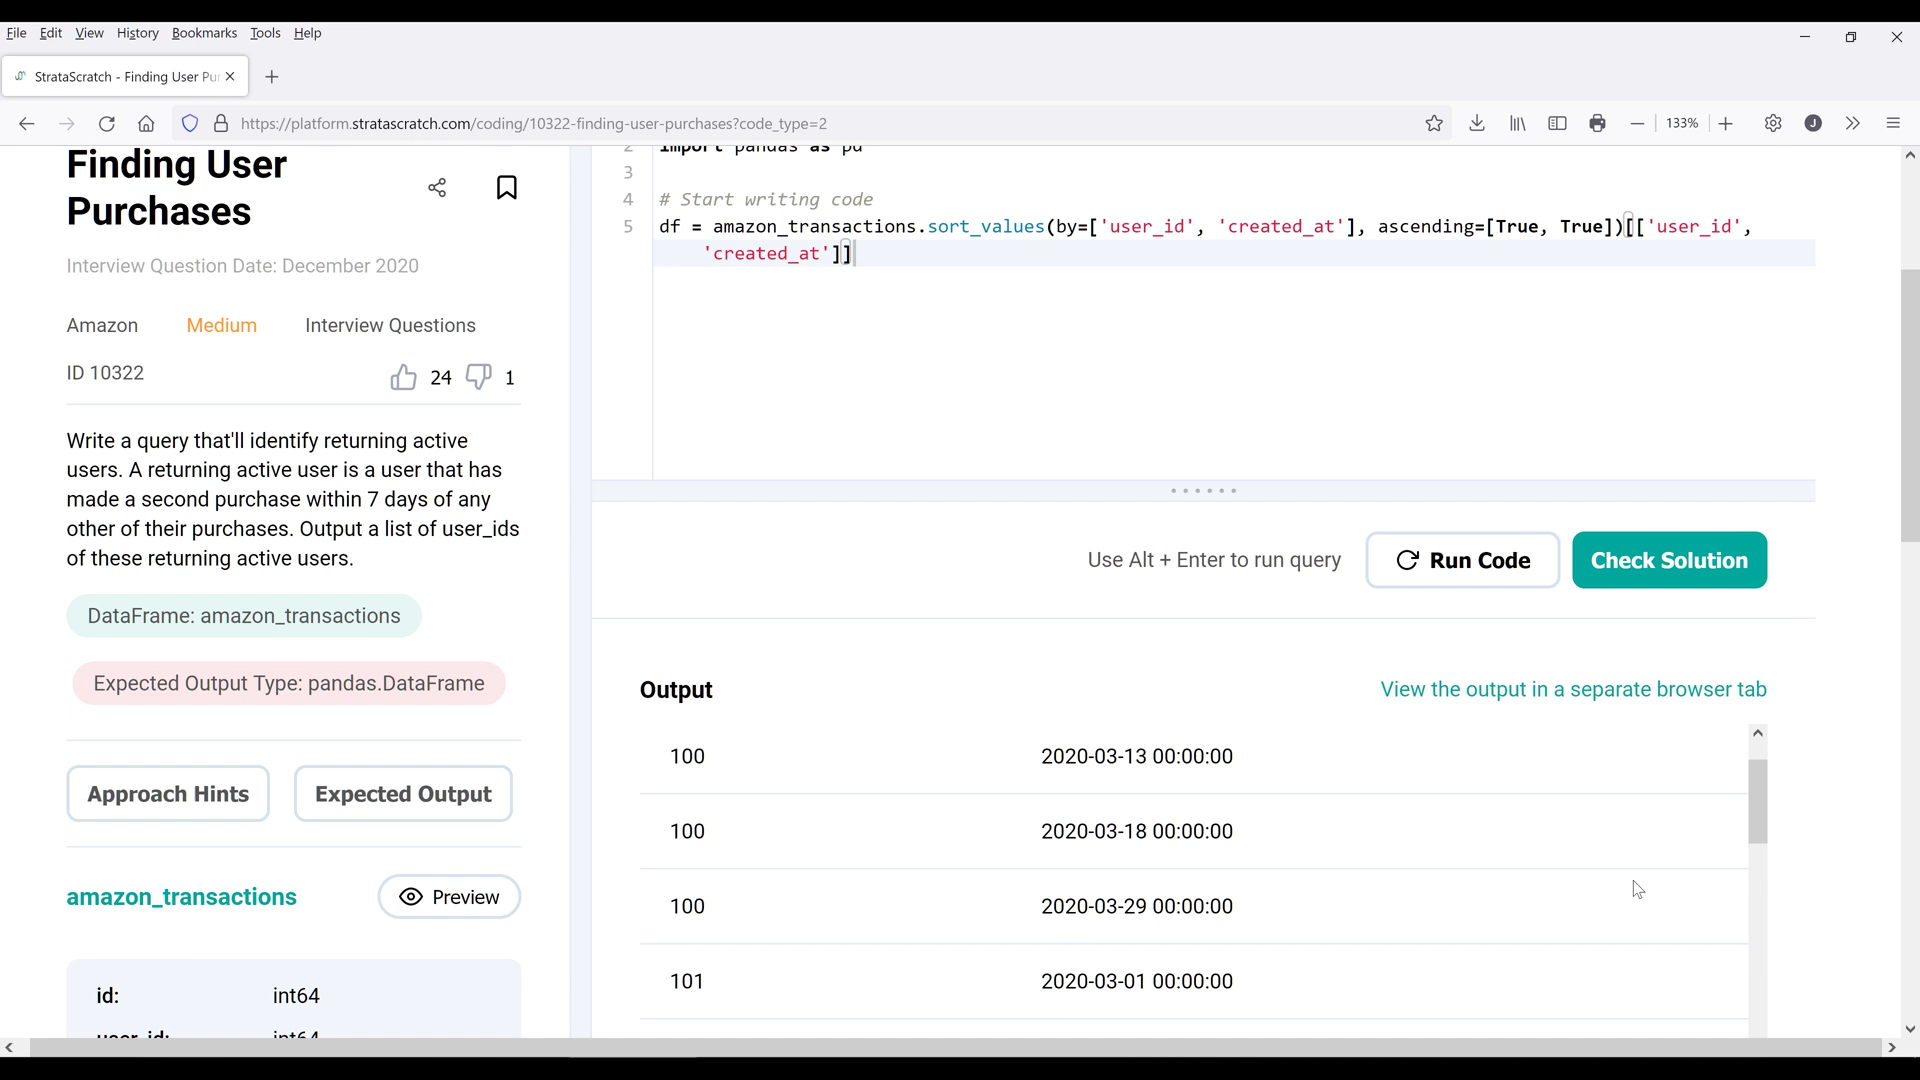 File Edit View History Bookmarks Tools Help
StrataScratch - Finding User Pur
https://platform.stratascratch.com/coding/10322-finding-user-purchases?code_type=2
133%
J
Finding User
Purchases
Interview Question Date: December 2020
Amazon Medium Interview Questions
ID 10322 24 1
Write a query that'll identify returning active
users. A returning active user is a user that has
made a second purchase within 7 days of any
other of their purchases. Output a list of user_ids
of these returning active users.
DataFrame: amazon_transactions
Expected Output Type: pandas.DataFrame
Approach Hints Expected Output
amazon_transactions Preview
id: int64
user_id: int64
2 import pandas as pd
3
4 # Start writing code
5 df = amazon_transactions.sort_values(by=['user_id', 'created_at'], ascending=[True, True])[['user_id',
'created_at']]
Use Alt + Enter to run query Run Code Check Solution
Output View the output in a separate browser tab
100 2020-03-13 00:00:00
100 2020-03-18 00:00:00
100 2020-03-29 00:00:00
101 2020-03-01 00:00:00